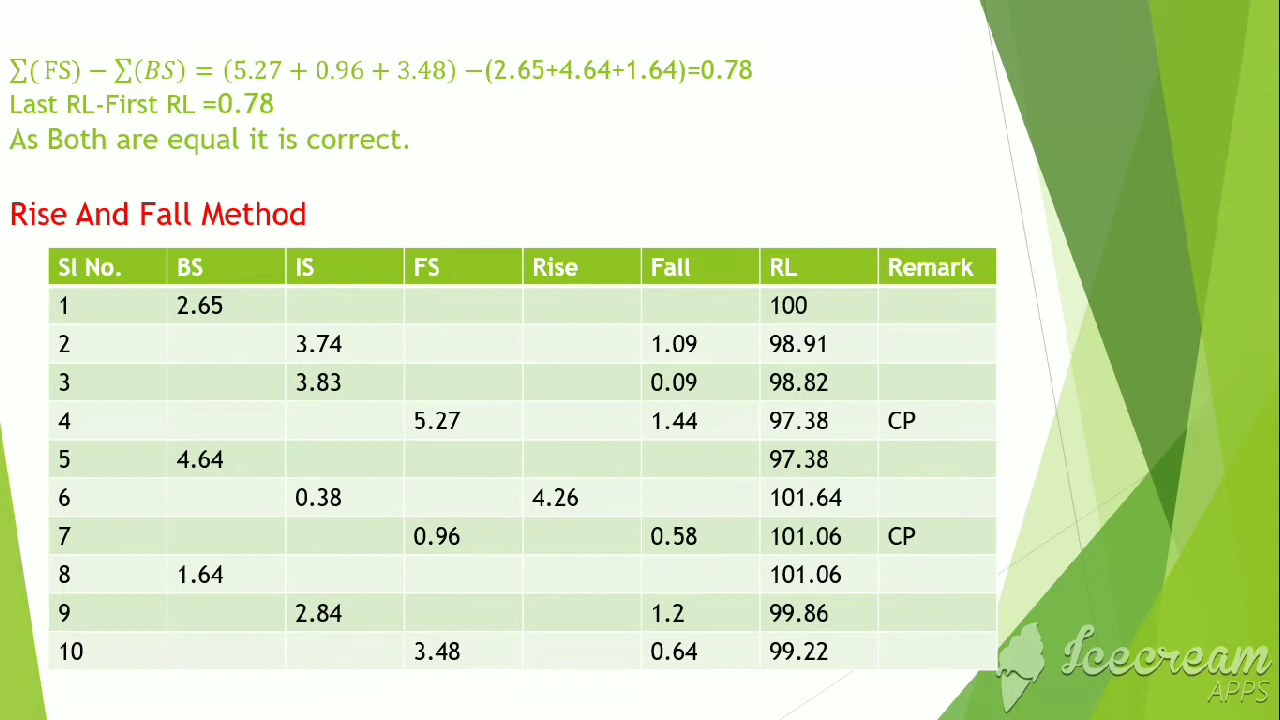 ∑(FS) − ∑(BS) = (5.27 + 0.96 + 3.48) −(2.65+4.64+1.64)=0.78
Last RL-First RL =0.78
As Both are equal it is correct.
Rise And Fall Method
Sl No. BS IS FS Rise Fall RL Remark
1 2.65 100
2 3.74 1.09 98.91
3 3.83 0.09 98.82
4 5.27 1.44 97.38 CP
5 4.64 97.38
6 0.38 4.26 101.64
7 0.96 0.58 101.06 CP
8 1.64 101.06
9 2.84 1.2 99.86
10 3.48 0.64 99.22
Icecream
APPS